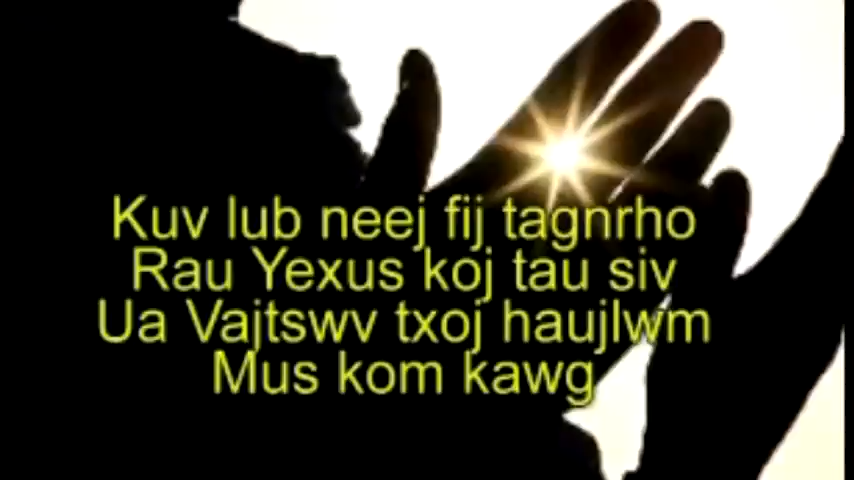 Kuv lub neej fij tagnrho
Rau Yexus koj tau siv
Ua Vajtswv txoj haujlwm
Mus kom kawg